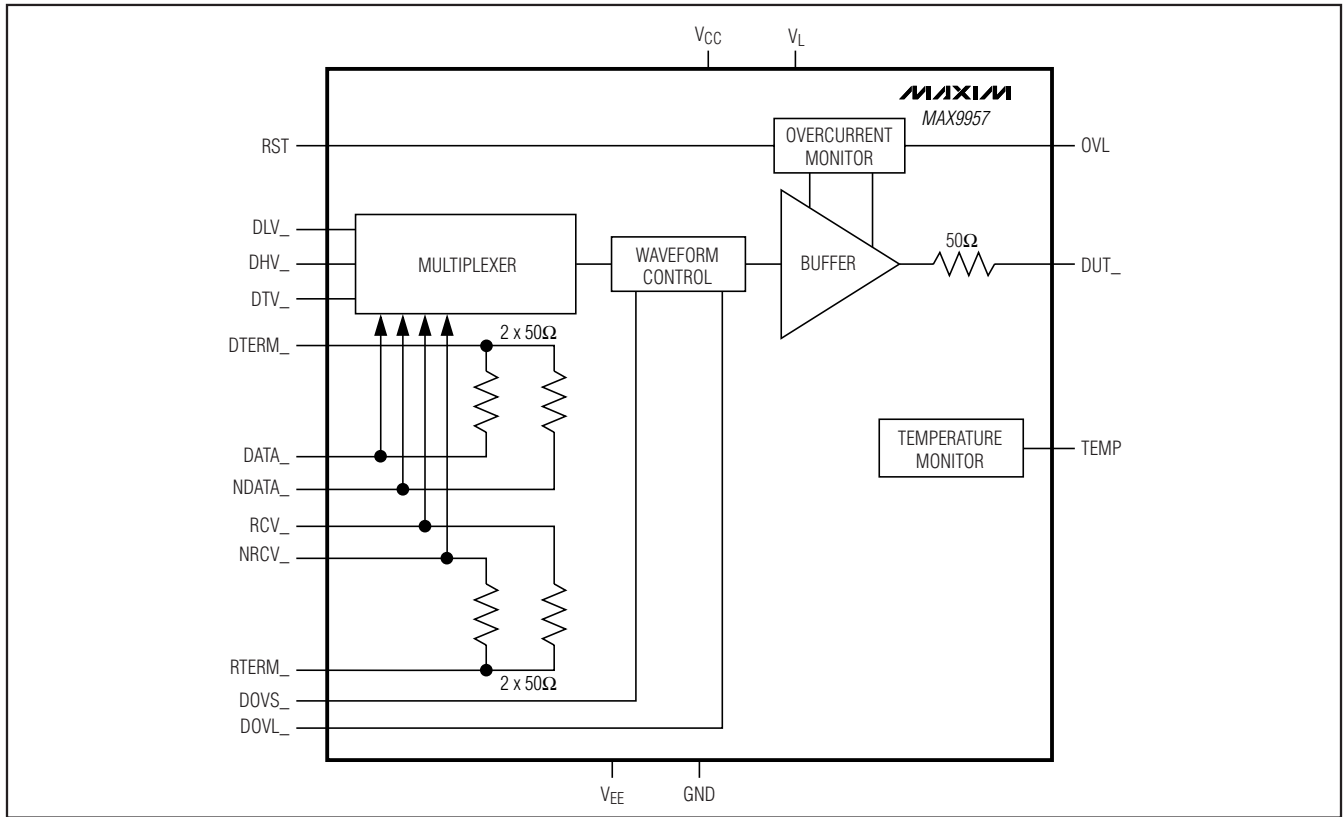 VCC
VL
MAXIM
MAX9957
RST
OVERCURRENT
MONITOR
OVL
DLV_
DHV_
DTV_
MULTIPLEXER
WAVEFORM
CONTROL
BUFFER
50Ω
DUT_
DTERM_
2 x 50Ω
DATA_
NDATA_
TEMPERATURE
MONITOR
TEMP
RCV_
NRCV_
RTERM_
2 x 50Ω
DOVS_
DOVL_
VEE
GND